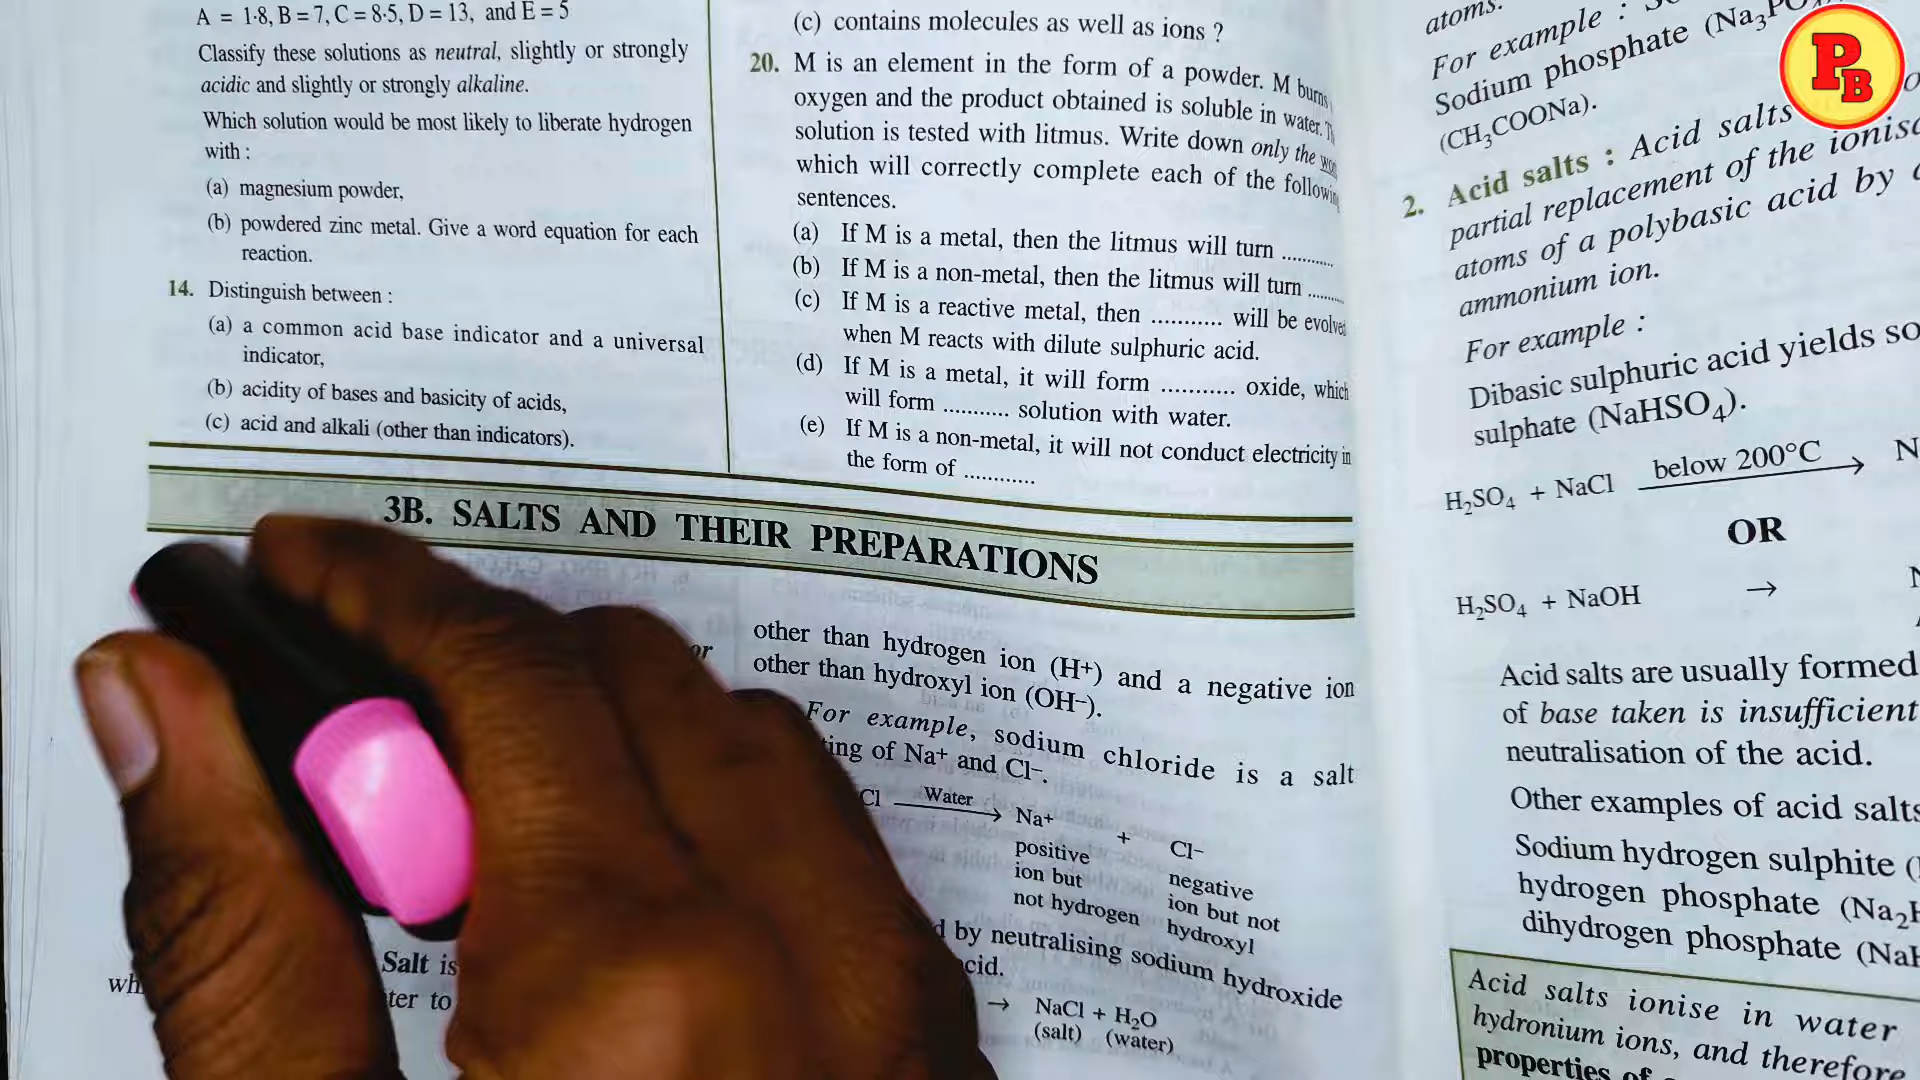 A = 1·8, B = 7, C = 8·5, D = 13, and E = 5
Classify these solutions as neutral, slightly or strongly
acidic and slightly or strongly alkaline.
Which solution would be most likely to liberate hydrogen
with :
(a) magnesium powder,
(b) powdered zinc metal. Give a word equation for each
reaction.
14. Distinguish between :
(a) a common acid base indicator and a universal
indicator,
(b) acidity of bases and basicity of acids,
(c) acid and alkali (other than indicators).
(c) contains molecules as well as ions ?
20. M is an element in the form of a powder. M burns
oxygen and the product obtained is soluble in water.
solution is tested with litmus. Write down only the
which will correctly complete each of the
sentences.
(a) If M is a metal, then the litmus will turn ............
(b) If M is a non-metal, then the litmus will turn .........
(c) If M is a reactive metal, then ........... will be
when M reacts with dilute sulphuric acid.
(d) If M is a metal, it will form ........... oxide, which
will form ........... solution with water.
(e) If M is a non-metal, it will not conduct electricity in
the form of ............
3B. SALTS AND THEIR PREPARATIONS
or
Salt is
ter to
other than hydrogen ion (H⁺) and a negative ion
other than hydroxyl ion (OH⁻).
For example, sodium chloride is a salt
ting of Na⁺ and Cl⁻.
Cl Water → Na⁺ + Cl⁻
positive negative
ion but ion but not
not hydrogen hydroxyl
by neutralising sodium hydroxide
cid.
→ NaCl + H₂O
(salt) (water)
atoms.
For example :
Sodium phosphate
(CH₃COONa).
2. Acid salts : Acid salts
partial replacement of the
atoms of a polybasic acid by
ammonium ion.
For example :
Dibasic sulphuric acid yields
sulphate (NaHSO₄).
H₂SO₄ + NaCl below 200°C → N
OR
H₂SO₄ + NaOH →
Acid salts are usually formed
of base taken is insufficient
neutralisation of the acid.
Other examples of acid salts
Sodium hydrogen sulphite (
hydrogen phosphate (Na₂
dihydrogen phosphate (Na
Acid salts ionise in water
hydronium ions, and therefore
properties of
PB